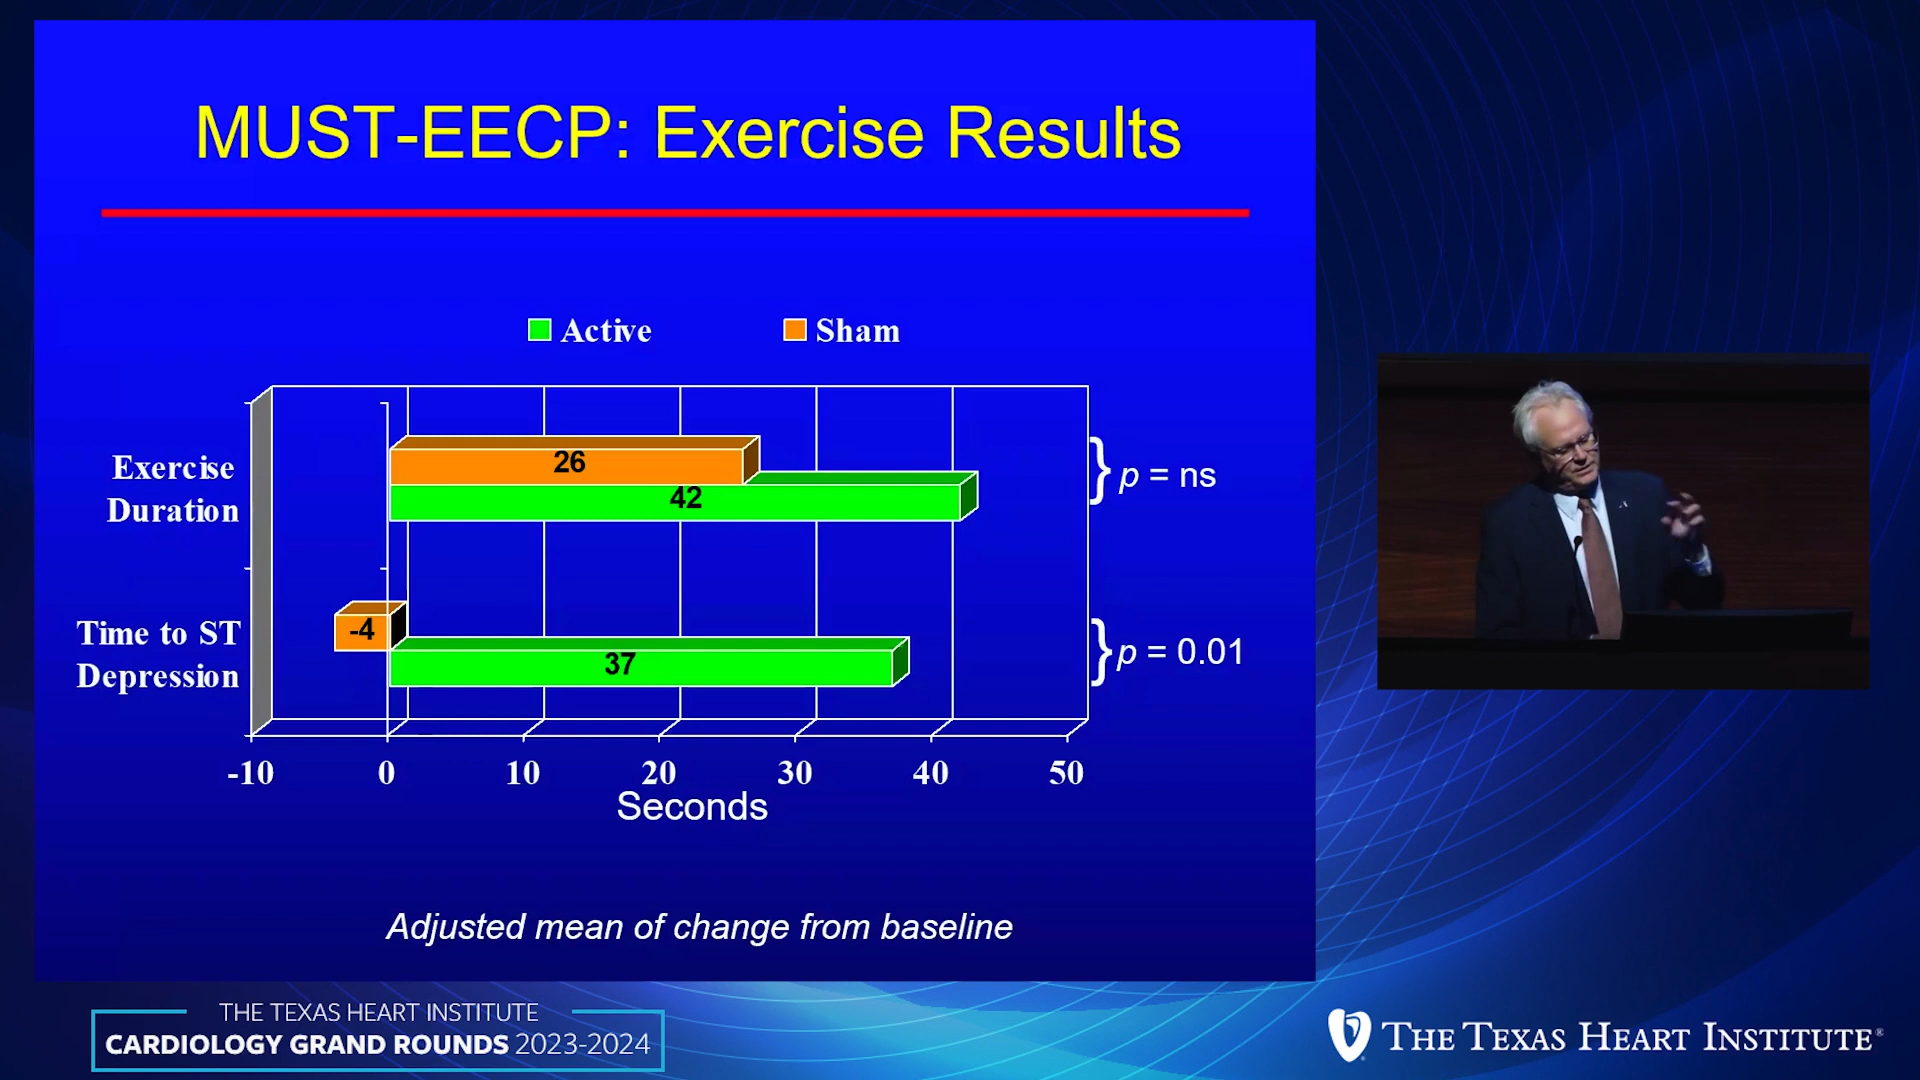 MUST-EECP: Exercise Results
Active
Sham
Exercise
Duration
26
42
} p = ns
Time to ST
Depression
-4
37
} p = 0.01
-10 0 10 20 30 40 50
Seconds
Adjusted mean of change from baseline
THE TEXAS HEART INSTITUTE
CARDIOLOGY GRAND ROUNDS 2023-2024
THE TEXAS HEART INSTITUTE®